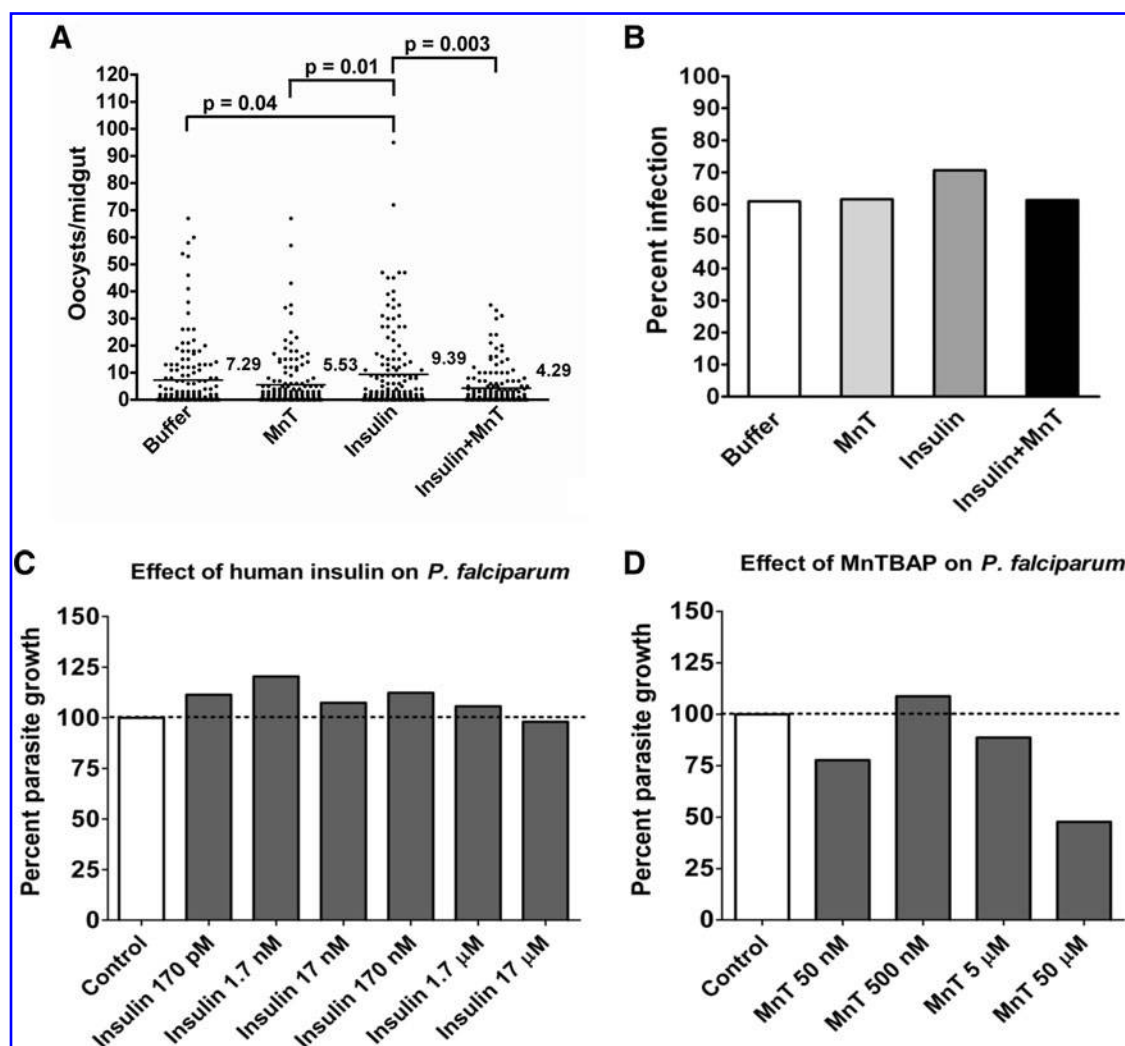 A
p = 0.003
p = 0.01
p = 0.04
Oocysts/midgut
120
110
100
90
80
70
60
50
40
30
20
10
0
7.29
5.53
9.39
4.29
Buffer
MnT
Insulin
Insulin+MnT
B
Percent infection
100
90
80
70
60
50
40
30
20
10
0
Buffer
MnT
Insulin
Insulin+MnT
C
Effect of human insulin on P. falciparum
Percent parasite growth
150
125
100
75
50
25
0
Control
Insulin 170 pM
Insulin 1.7 nM
Insulin 17 nM
Insulin 170 nM
Insulin 1.7 μM
Insulin 17 μM
D
Effect of MnTBAP on P. falciparum
Percent parasite growth
150
125
100
75
50
25
0
Control
MnT 50 nM
MnT 500 nM
MnT 5 μM
MnT 50 μM